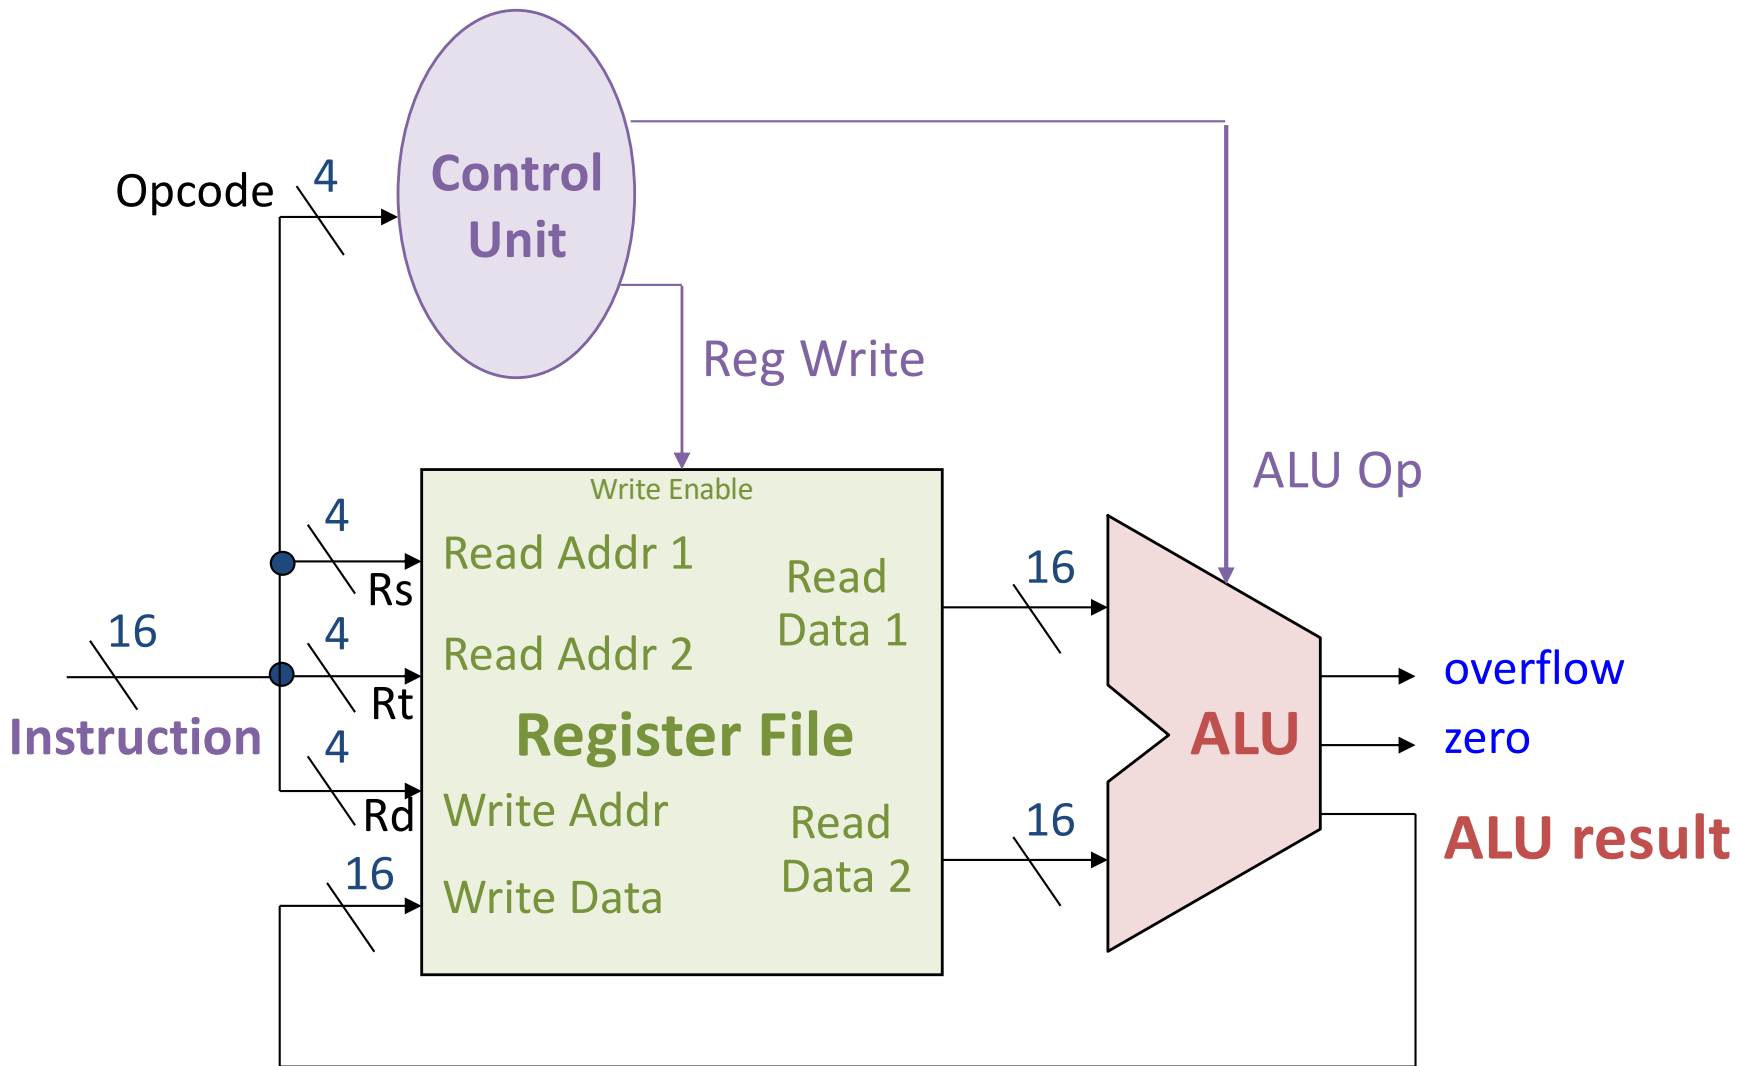 Opcode
4
Control
Unit
Reg Write
ALU Op
Write Enable
4
Rs
Read Addr 1
Read
Data 1
16
16
Instruction
4
Rt
Read Addr 2
Register File
4
Rd
Write Addr
16
Write Data
Read
Data 2
16
ALU
overflow
zero
ALU result